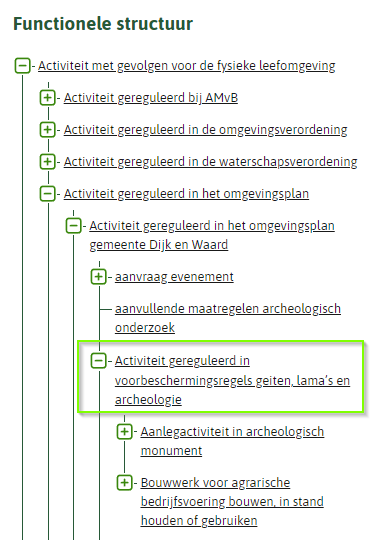 Functionele structuur
Activiteit met gevolgen voor de fysieke leefomgeving
Activiteit gereguleerd bij AMvB
Activiteit gereguleerd in de omgevingsverordening
Activiteit gereguleerd in de waterschapsverordening
Activiteit gereguleerd in het omgevingsplan
Activiteit gereguleerd in het omgevingsplan
gemeente Dijk en Waard
aanvraag evenement
aanvullende maatregelen archeologisch
onderzoek
Activiteit gereguleerd in
voorbeschermingsregels geiten, lama's en
archeologie
Aanlegactiviteit in archeologisch
monument
Bouwwerk voor agrarische
bedrijfsvoering bouwen, in stand
houden of gebruiken